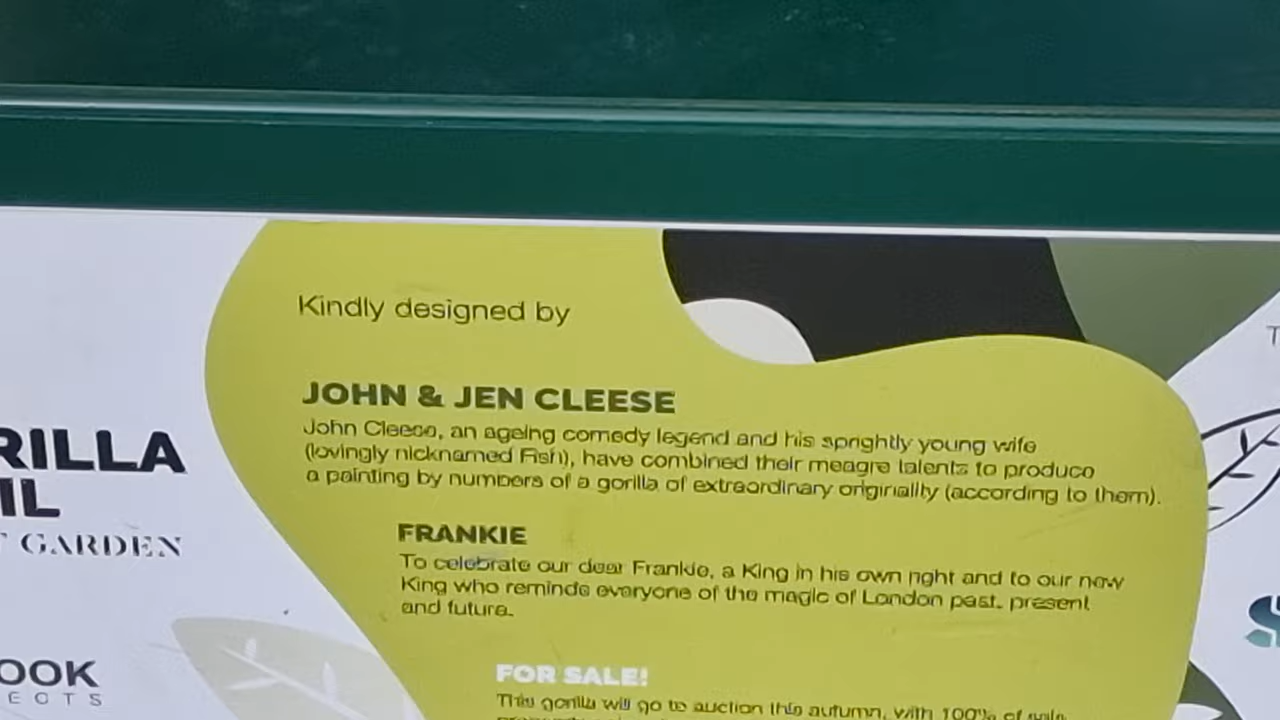 Kindly designed by
JOHN & JEN CLEESE
John Cleese, an ageing comedy legend and his sprightly young wife
(lovingly nicknamed Fish), have combined their meagre talents to produce
a painting by numbers of a gorilla of extraordinary originality (according to them).
FRANKIE
To celebrate our dear Frankie, a King in his own right and to our new
King who reminds everyone of the magic of London past, present
and future.
FOR SALE!
This gorilla will go to auction this autumn, with 100% of sale
RILLA
IL
T GARDEN
OOK
ECTS